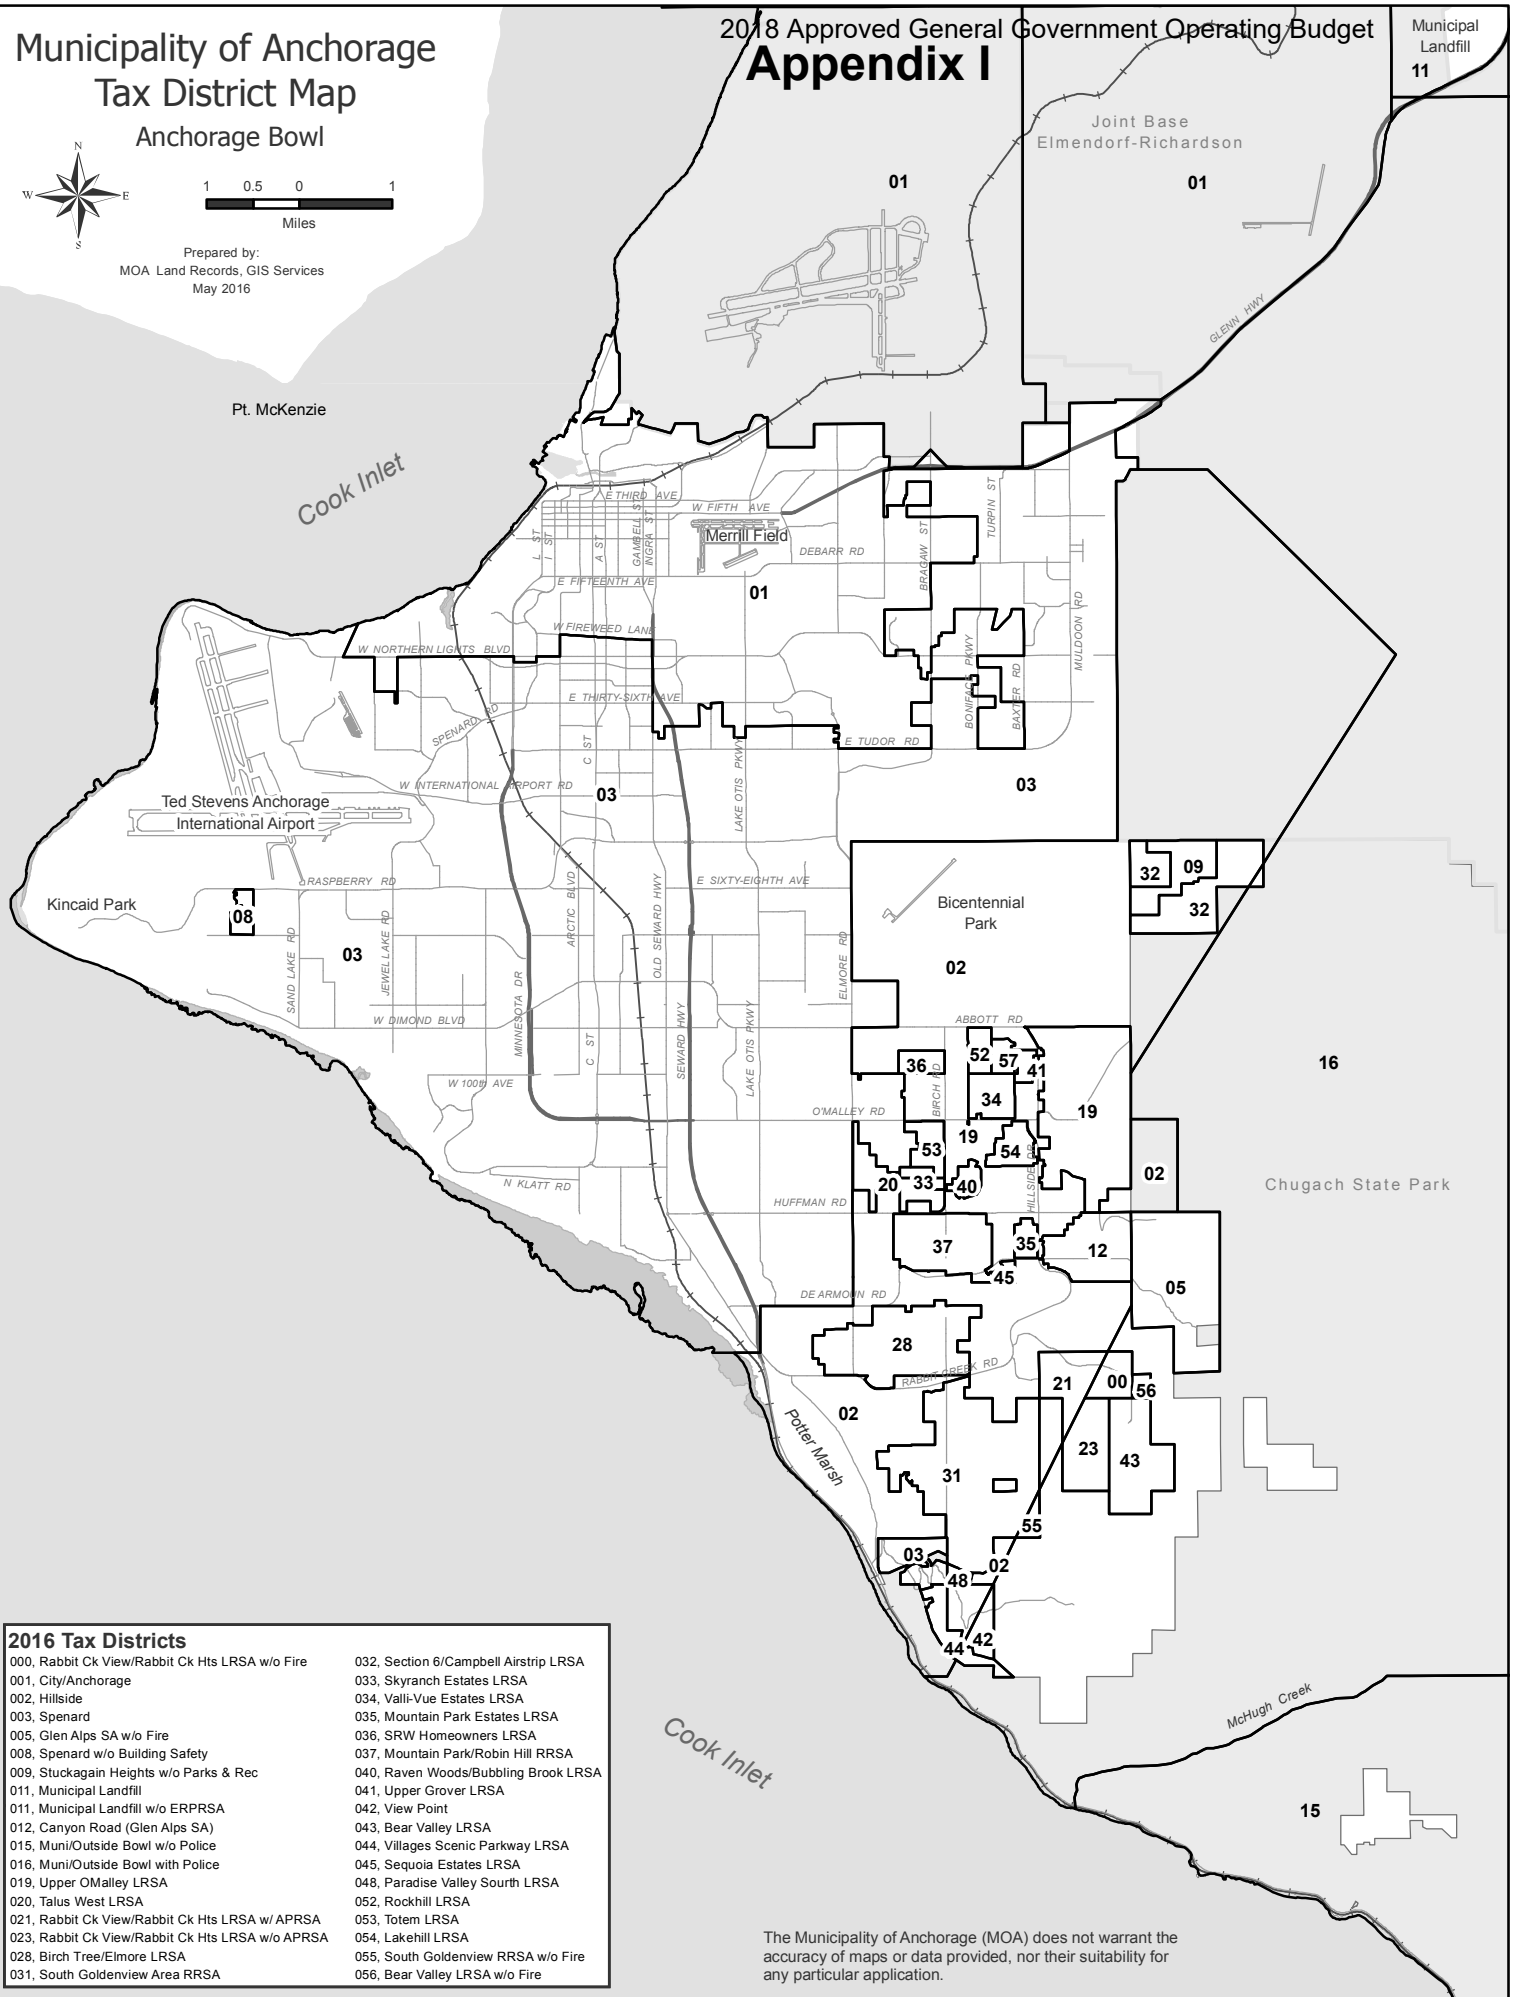 2018 Approved General Government Operating Budget
Appendix I
Municipality of Anchorage
Tax District Map
Anchorage Bowl
N
W
E
S
1 0.5 0 1
Miles
Prepared by:
MOA Land Records, GIS Services
May 2016
Municipal
Landfill
11
Joint Base
Elmendorf-Richardson
01
01
GLENN HWY
Pt. McKenzie
Cook Inlet
E THIRD AVE
W FIFTH AVE
Merrill Field
L ST
I ST
A ST
GAMBELL ST
INGRA ST
DEBARR RD
BRAGAW ST
TURPIN ST
E FIFTEENTH AVE
01
MULDOON RD
W FIREWEED LANE
W NORTHERN LIGHTS BLVD
BONIFACE PKWY
BAXTER RD
E THIRTY-SIXTH AVE
SPENARD RD
C ST
LAKE OTIS PKWY
E TUDOR RD
W INTERNATIONAL AIRPORT RD
03
03
Ted Stevens Anchorage
International Airport
RASPBERRY RD
E SIXTY-EIGHTH AVE
32
09
32
Kincaid Park
08
Bicentennial
Park
ARCTIC BLVD
OLD SEWARD HWY
ELMORE RD
SAND LAKE RD
JEWEL LAKE RD
03
02
MINNESOTA DR
W DIMOND BLVD
ABBOTT RD
C ST
SEWARD HWY
LAKE OTIS PKWY
W 100th AVE
36
BIRCH RD
52
57
41
16
34
19
O'MALLEY RD
19
53
54
HILLSIDE DR
02
N KLATT RD
20
33
40
Chugach State Park
HUFFMAN RD
37
35
12
45
05
DE ARMOUN RD
28
RABBIT CREEK RD
21
00
56
02
Potter Marsh
23
43
31
55
03
02
48
44
42
McHugh Creek
Cook Inlet
15
2016 Tax Districts
000, Rabbit Ck View/Rabbit Ck Hts LRSA w/o Fire
001, City/Anchorage
002, Hillside
003, Spenard
005, Glen Alps SA w/o Fire
008, Spenard w/o Building Safety
009, Stuckagain Heights w/o Parks & Rec
011, Municipal Landfill
011, Municipal Landfill w/o ERPRSA
012, Canyon Road (Glen Alps SA)
015, Muni/Outside Bowl w/o Police
016, Muni/Outside Bowl with Police
019, Upper OMalley LRSA
020, Talus West LRSA
021, Rabbit Ck View/Rabbit Ck Hts LRSA w/ APRSA
023, Rabbit Ck View/Rabbit Ck Hts LRSA w/o APRSA
028, Birch Tree/Elmore LRSA
031, South Goldenview Area RRSA
032, Section 6/Campbell Airstrip LRSA
033, Skyranch Estates LRSA
034, Valli-Vue Estates LRSA
035, Mountain Park Estates LRSA
036, SRW Homeowners LRSA
037, Mountain Park/Robin Hill RRSA
040, Raven Woods/Bubbling Brook LRSA
041, Upper Grover LRSA
042, View Point
043, Bear Valley LRSA
044, Villages Scenic Parkway LRSA
045, Sequoia Estates LRSA
048, Paradise Valley Sourth LRSA
052, Rockhill LRSA
053, Totem LRSA
054, Lakehill LRSA
055, South Goldenview RRSA w/o Fire
056, Bear Valley LRSA w/o Fire
The Municipality of Anchorage (MOA) does not warrant the
accuracy of maps or data provided, nor their suitability for
any particular application.